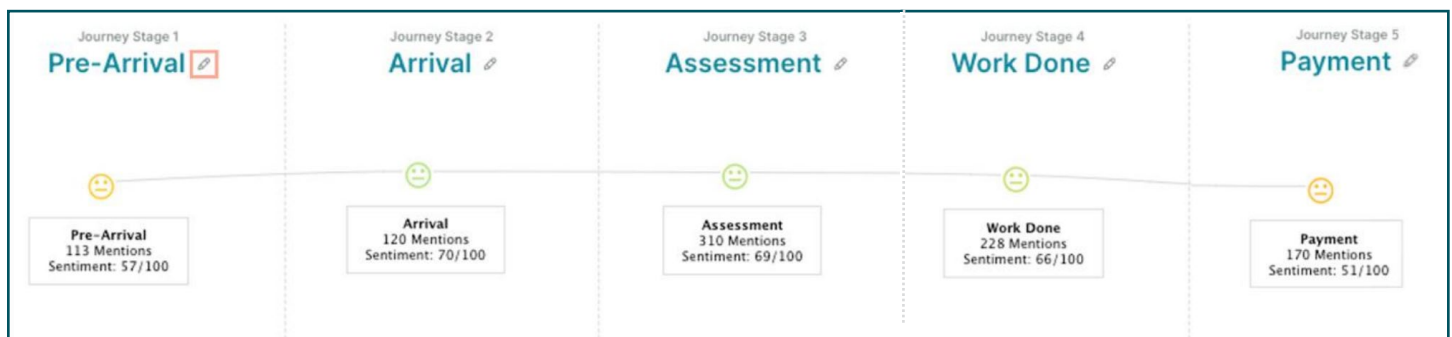 Journey Stage 1
Pre-Arrival
Journey Stage 2
Arrival
Journey Stage 3
Assessment
Journey Stage 4
Work Done
Journey Stage 5
Payment
Pre-Arrival
113 Mentions
Sentiment: 57/100
Arrival
120 Mentions
Sentiment: 70/100
Assessment
310 Mentions
Sentiment: 69/100
Work Done
228 Mentions
Sentiment: 66/100
Payment
170 Mentions
Sentiment: 51/100